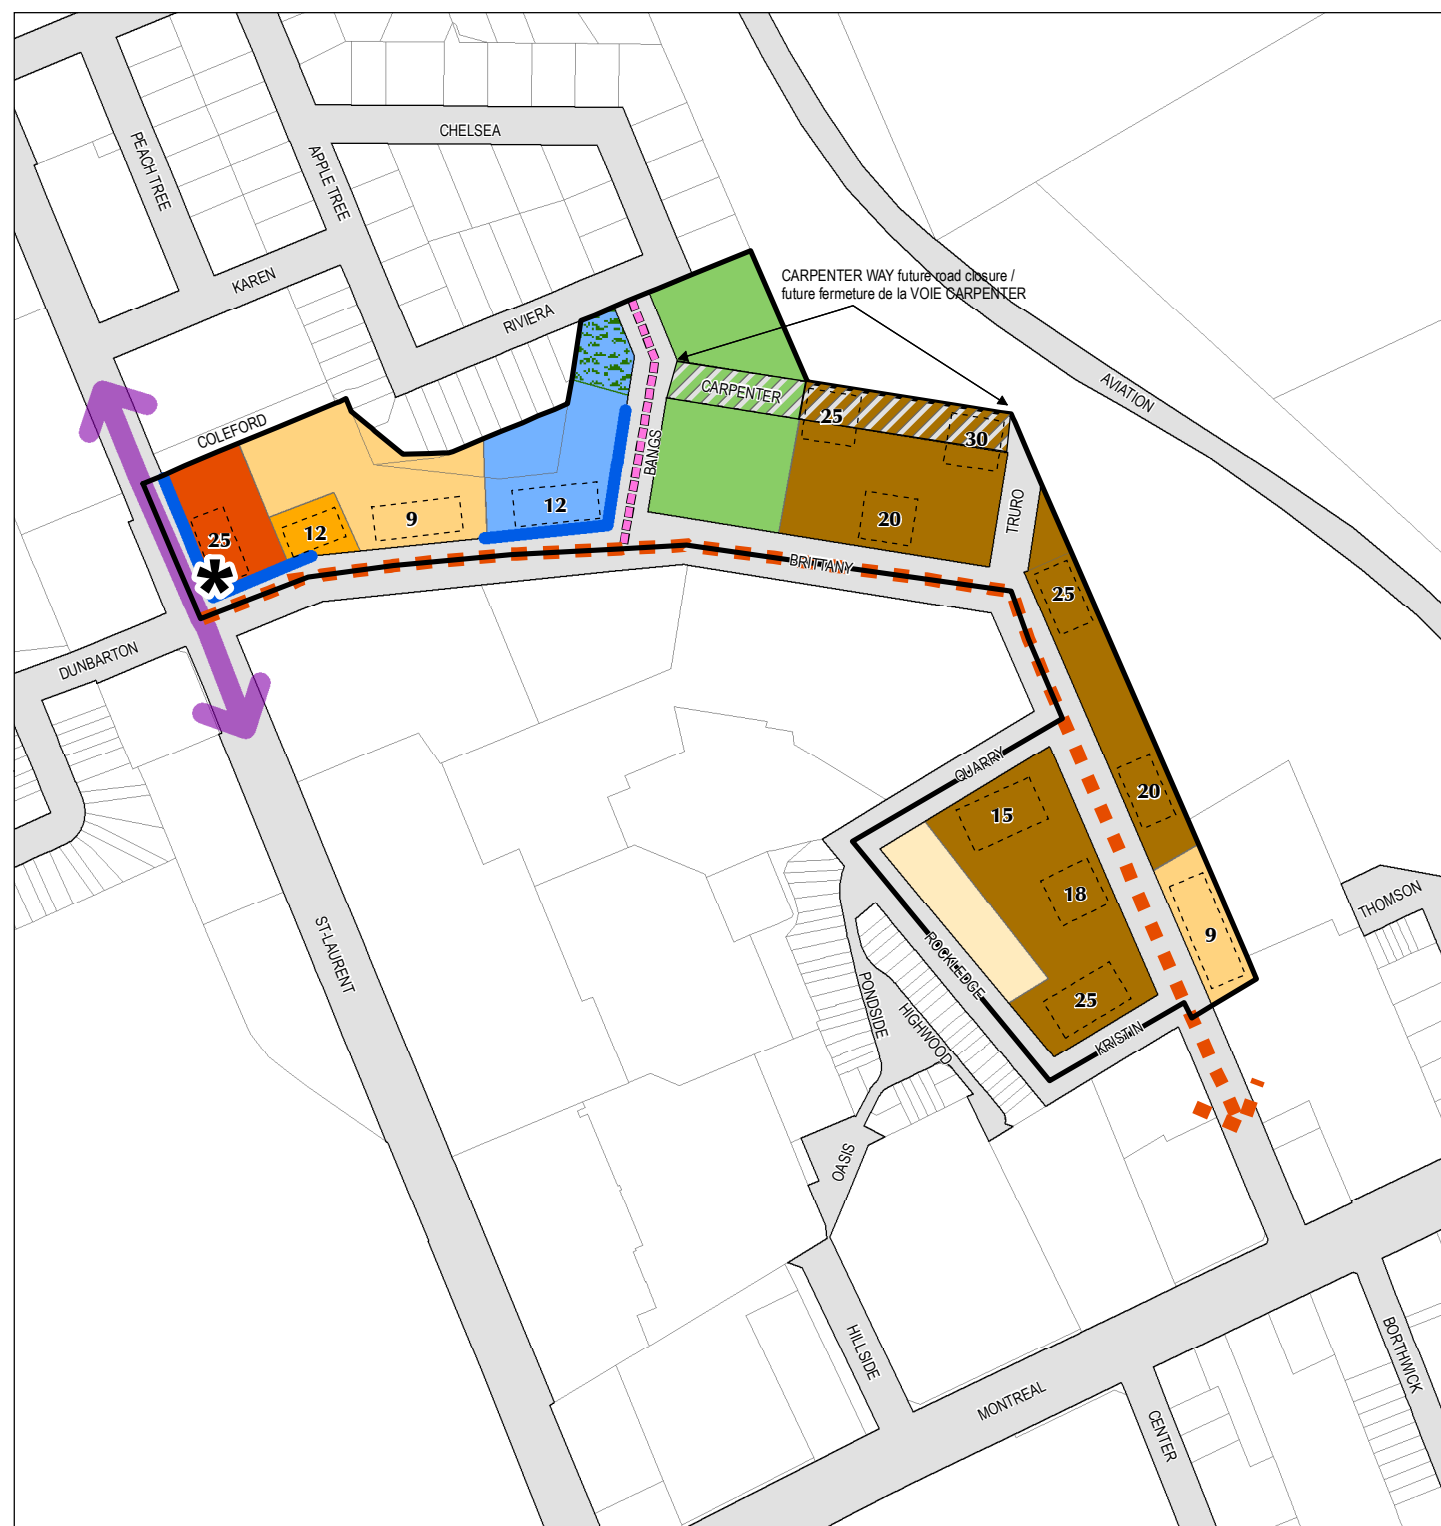 CHELSEA
PEACH TREE
APPLE TREE
KAREN
RIVIERA
CARPENTER WAY future road closure /
future fermeture de la VOIE CARPENTER
AVIATION
CARPENTER
COLEFORD
25
30
BANGS
TRURO
25
12
9
12
20
BRITTANY
25
DUNBARTON
QUARRY
20
15
18
9
THOMSON
ST-LAURENT
ROCKLEDGE
PONDSIDE
HIGHWOOD
25
KRISTIN
OASIS
HILLSIDE
MONTREAL
CENTER
BORTHWICK